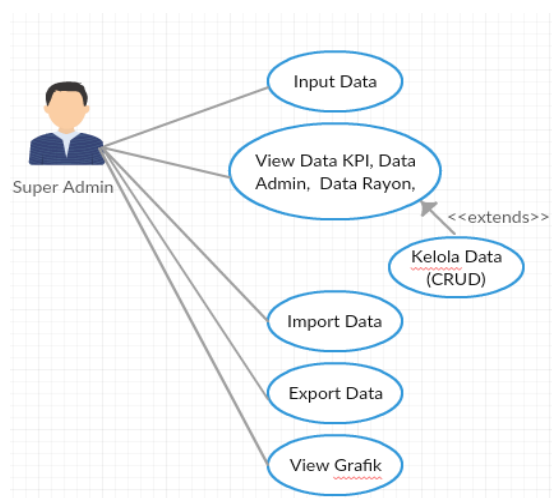 Input Data
Super Admin
View Data KPI, Data
Admin, Data Rayon,
<<extends>>
Kelola Data
(CRUD)
Import Data
Export Data
View Grafik